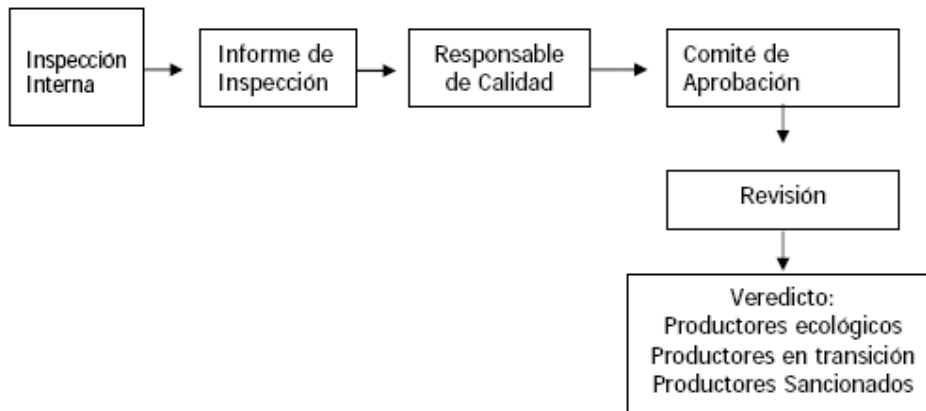 Inspección
Interna
Informe de
Inspección
Responsable
de Calidad
Comité de
Aprobación
Revisión
Veredicto:
Productores ecológicos
Productores en transición
Productores Sancionados